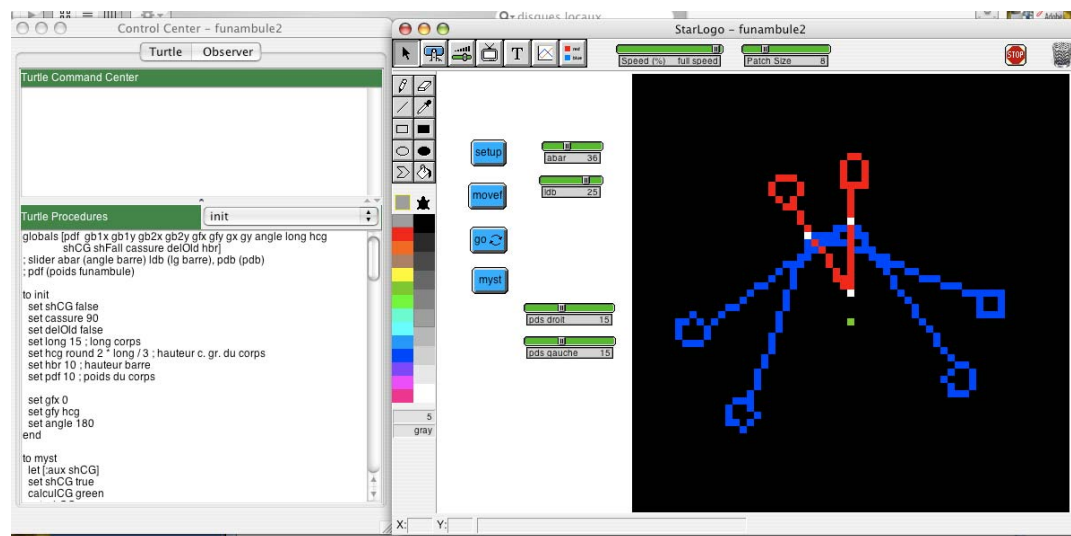 Q▾disques locaux
Adobe
Control Center – funambule2
Turtle Observer
Turtle Command Center
Turtle Procedures
init
globals [pdf gb1x gb1y gb2x gb2y gfx gfy gx gy angle long hcg
shCG shFall cassure delOld hbr]
; slider abar (angle barre) ldb (lg barre), pdb (pdb)
; pdf (poids funambule)
to init
set shCG false
set cassure 90
set delOld false
set long 15 ; long corps
set hcg round 2 * long / 3 ; hauteur c. gr. du corps
set hbr 10 ; hauteur barre
set pdf 10 ; poids du corps
set gfx 0
set gfy hcg
set angle 180
end
to myst
let [:aux shCG]
set shCG true
calculCG green
StarLogo – funambule2
T
red
blue
Speed (%) full speed
Patch Size 8
STOP
setup
abar 36
movef
ldb 25
go
myst
pds droit 15
pds gauche 15
5
gray
X:
Y: